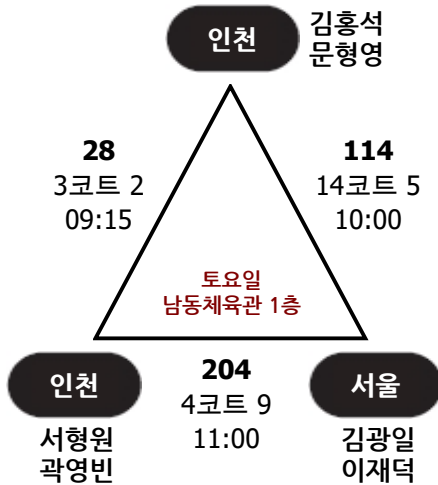 인천
김홍석
문형영
28
3코트 2
09:15
114
14코트 5
10:00
토요일
남동체육관 1층
인천
서형원
곽영빈
204
4코트 9
11:00
서울
김광일
이재덕